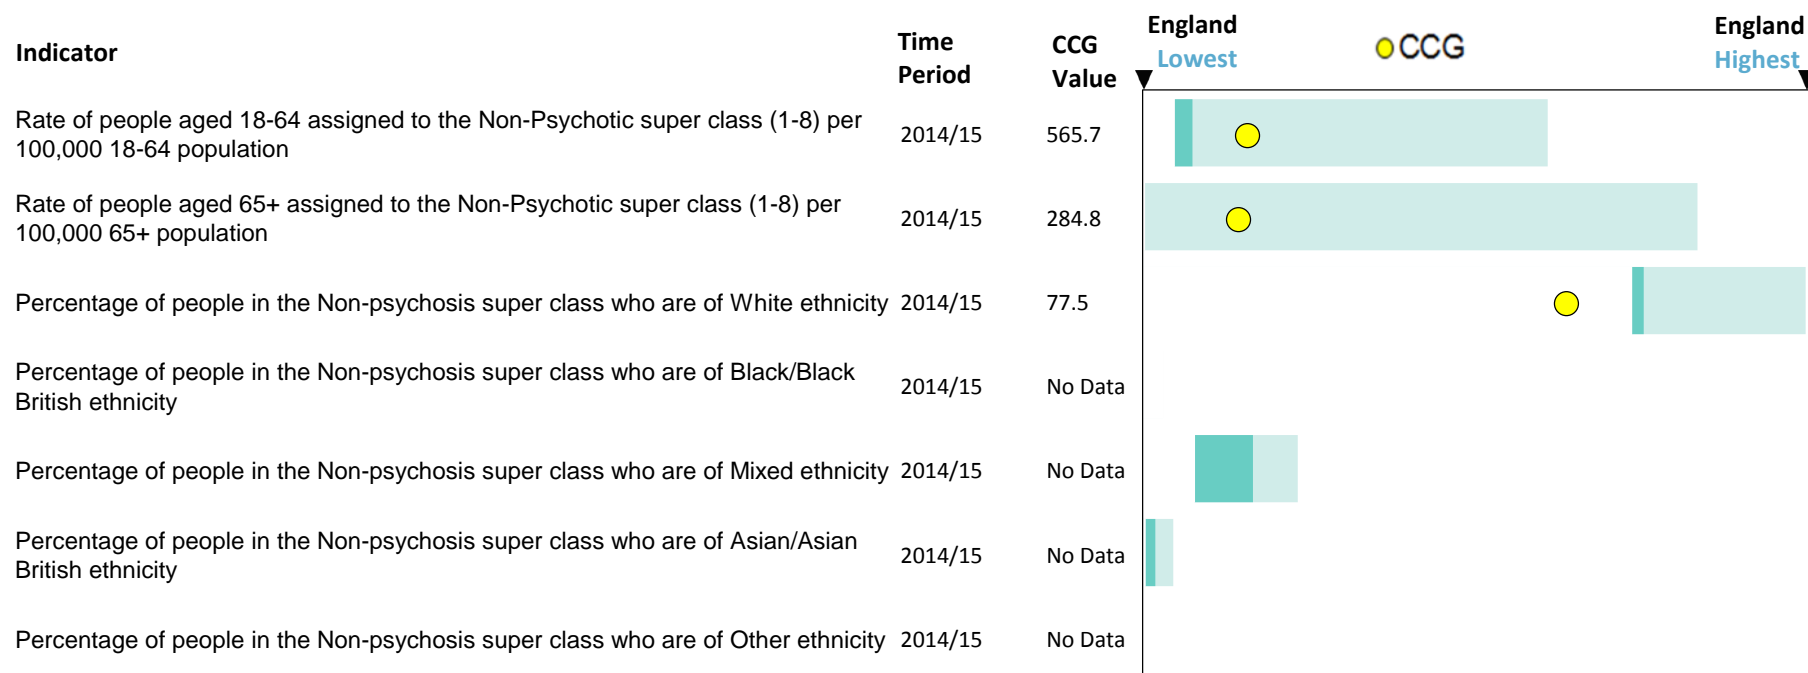 Indicator
Time
Period
CCG
Value
England
Lowest
CCG
England
Highest
Rate of people aged 18-64 assigned to the Non-Psychotic super class (1-8) per
100,000 18-64 population
2014/15
565.7
Rate of people aged 65+ assigned to the Non-Psychotic super class (1-8) per
100,000 65+ population
2014/15
284.8
Percentage of people in the Non-psychosis super class who are of White ethnicity
2014/15
77.5
Percentage of people in the Non-psychosis super class who are of Black/Black
British ethnicity
2014/15
No Data
Percentage of people in the Non-psychosis super class who are of Mixed ethnicity
2014/15
No Data
Percentage of people in the Non-psychosis super class who are of Asian/Asian
British ethnicity
2014/15
No Data
Percentage of people in the Non-psychosis super class who are of Other ethnicity
2014/15
No Data